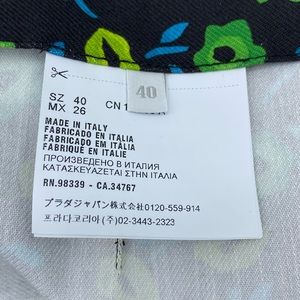 40
SZ 40
MX 26
CN 1
MADE IN ITALY
FABRICADO EN ITALIA
FABRICADO EM ITÁLIA
FABRIQUÉ EN ITALIE
ПРОИЗВЕДЕНО В ИТАЛИЯ
ΚΑΤΑΣΚΕΥΑΖΕΤΑΙ ΣΤΗΝ ΙΤΑΛΙΑ
RN.98339 - CA.34767
プラダジャパン株式会社0120-559-914
프라다코리아(주)02-3443-2323